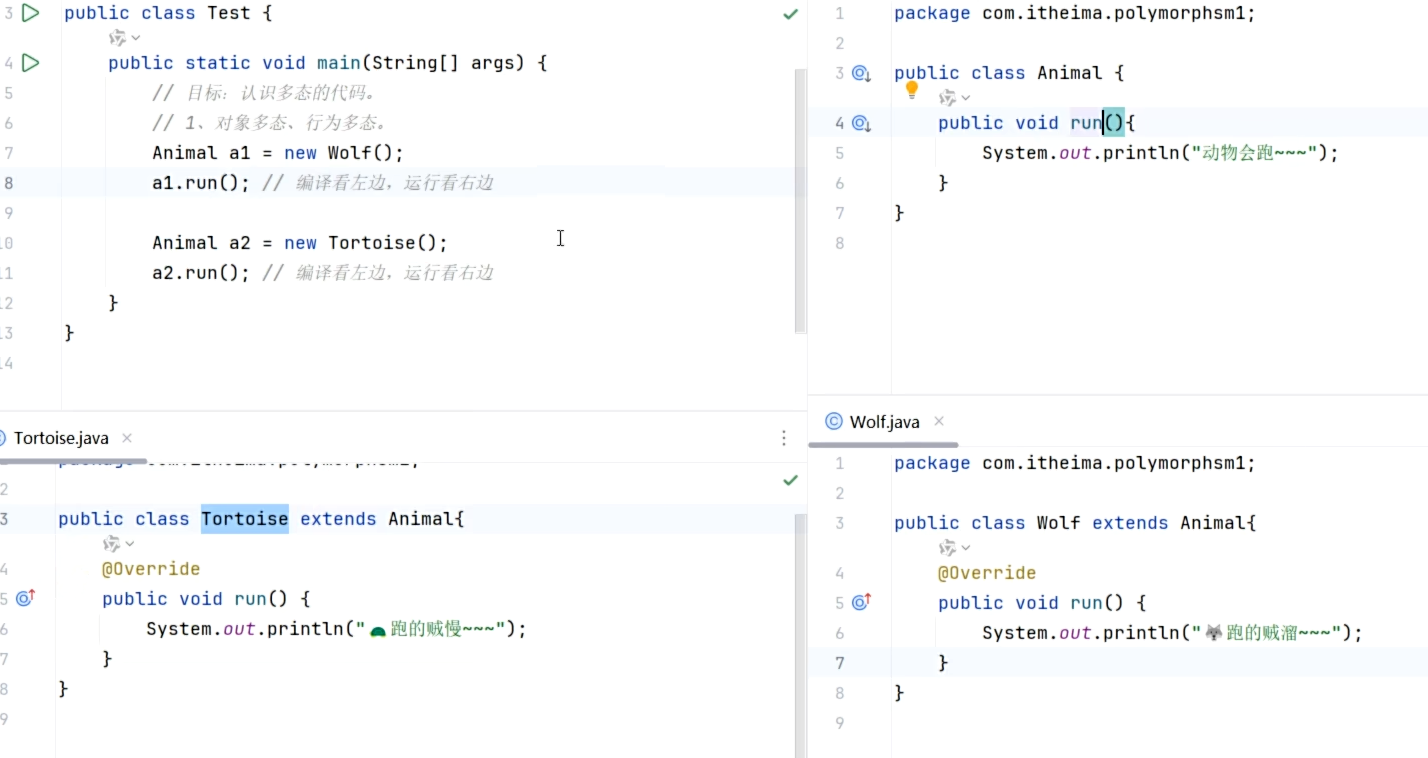 3 public class Test {
4 public static void main(String[] args) {
5 // 目标：认识多态的代码。
6 // 1、对象多态、行为多态。
7 Animal a1 = new Wolf();
8 a1.run(); // 编译看左边，运行看右边
9
10 Animal a2 = new Tortoise();
11 a2.run(); // 编译看左边，运行看右边
12 }
13 }
14
1 package com.itheima.polymorphsm1;
2
3 public class Animal {
4 public void run(){
5 System.out.println("动物会跑~~~");
6 }
7 }
8
Tortoise.java
2
3 public class Tortoise extends Animal{
4 @Override
5 public void run() {
6 System.out.println("🐢跑的贼慢~~~");
7 }
8 }
9
Wolf.java
1 package com.itheima.polymorphsm1;
2
3 public class Wolf extends Animal{
4 @Override
5 public void run() {
6 System.out.println("🐺跑的贼溜~~~");
7 }
8 }
9